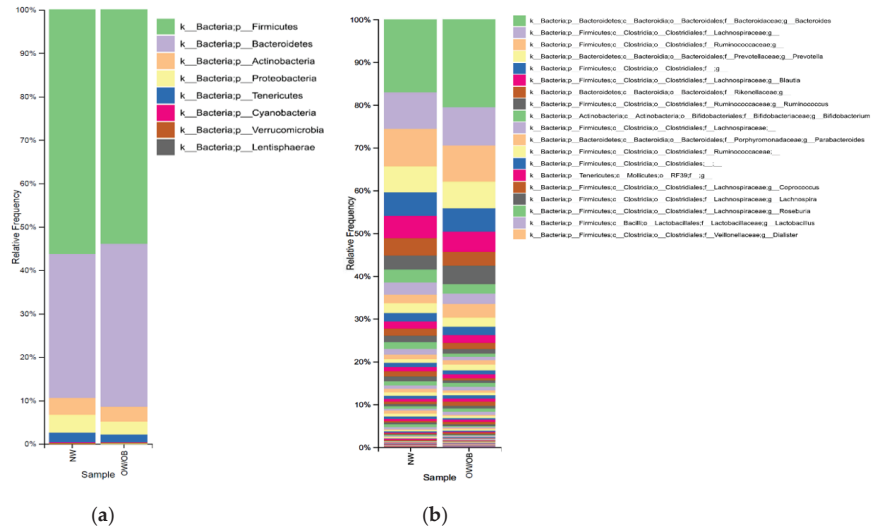 100%
90%
80%
70%
60%
50%
40%
30%
20%
10%
0%
Relative Frequency
NW
OW/OB
Sample
k__Bacteria;p__Firmicutes
k__Bacteria;p__Bacteroidetes
k__Bacteria;p__Actinobacteria
k__Bacteria;p__Proteobacteria
k__Bacteria;p__Tenericutes
k__Bacteria;p__Cyanobacteria
k__Bacteria;p__Verrucomicrobia
k__Bacteria;p__Lentisphaerae
(a)
100%
90%
80%
70%
60%
50%
40%
30%
20%
10%
0%
Relative Frequency
NW
OW/OB
Sample
k__Bacteria;p__Bacteroidetes;c__Bacteroidia;o__Bacteroidales;f__Bacteroidaceae;g__Bacteroides
k__Bacteria;p__Firmicutes;c__Clostridia;o__Clostridiales;f__Lachnospiraceae;g__
k__Bacteria;p__Firmicutes;c__Clostridia;o__Clostridiales;f__Ruminococcaceae;g__
k__Bacteria;p__Bacteroidetes;c__Bacteroidia;o__Bacteroidales;f__Prevotellaceae;g__Prevotella
k__Bacteria;p__Firmicutes;c__Clostridia;o__Clostridiales;f__;g__
k__Bacteria;p__Firmicutes;c__Clostridia;o__Clostridiales;f__Lachnospiraceae;g__Blautia
k__Bacteria;p__Bacteroidetes;c__Bacteroidia;o__Bacteroidales;f__Rikenellaceae;g__
k__Bacteria;p__Firmicutes;c__Clostridia;o__Clostridiales;f__Ruminococcaceae;g__Ruminococcus
k__Bacteria;p__Actinobacteria;c__Actinobacteria;o__Bifidobacteriales;f__Bifidobacteriaceae;g__Bifidobacterium
k__Bacteria;p__Firmicutes;c__Clostridia;o__Clostridiales;f__Lachnospiraceae;__
k__Bacteria;p__Bacteroidetes;c__Bacteroidia;o__Bacteroidales;f__Porphyromonadaceae;g__Parabacteroides
k__Bacteria;p__Firmicutes;c__Clostridia;o__Clostridiales;f__Ruminococcaceae;__
k__Bacteria;p__Firmicutes;c__Clostridia;o__Clostridiales;__;__
k__Bacteria;p__Tenericutes;c__Mollicutes;o__RF39;f__;g__
k__Bacteria;p__Firmicutes;c__Clostridia;o__Clostridiales;f__Lachnospiraceae;g__Coprococcus
k__Bacteria;p__Firmicutes;c__Clostridia;o__Clostridiales;f__Lachnospiraceae;g__Lachnospira
k__Bacteria;p__Firmicutes;c__Clostridia;o__Clostridiales;f__Lachnospiraceae;g__Roseburia
k__Bacteria;p__Firmicutes;c__Bacilli;o__Lactobacillales;f__Lactobacillaceae;g__Lactobacillus
k__Bacteria;p__Firmicutes;c__Clostridia;o__Clostridiales;f__Veillonellaceae;g__Dialister
(b)